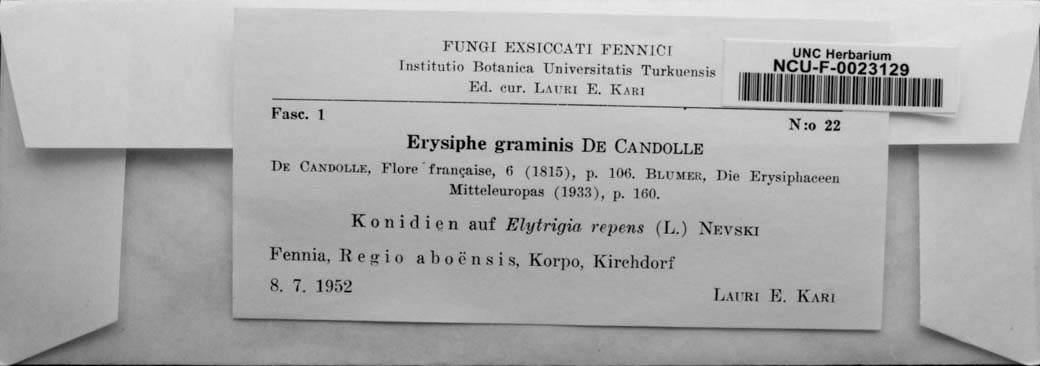 FUNGI EXSICCATI FENNICI
Institutio Botanica Universitatis Turkuensis
Ed. cur. LAURI E. KARI
UNC Herbarium
NCU-F-0023129
Fasc. 1
N:o 22
Erysiphe graminis DE CANDOLLE
DE CANDOLLE, Flore française, 6 (1815), p. 106. BLUMER, Die Erysiphaceen
Mitteleuropas (1933), p. 160.
Konidien auf Elytrigia repens (L.) NEVSKI
Fennia, Regio aboënsis, Korpo, Kirchdorf
8. 7. 1952
LAURI E. KARI